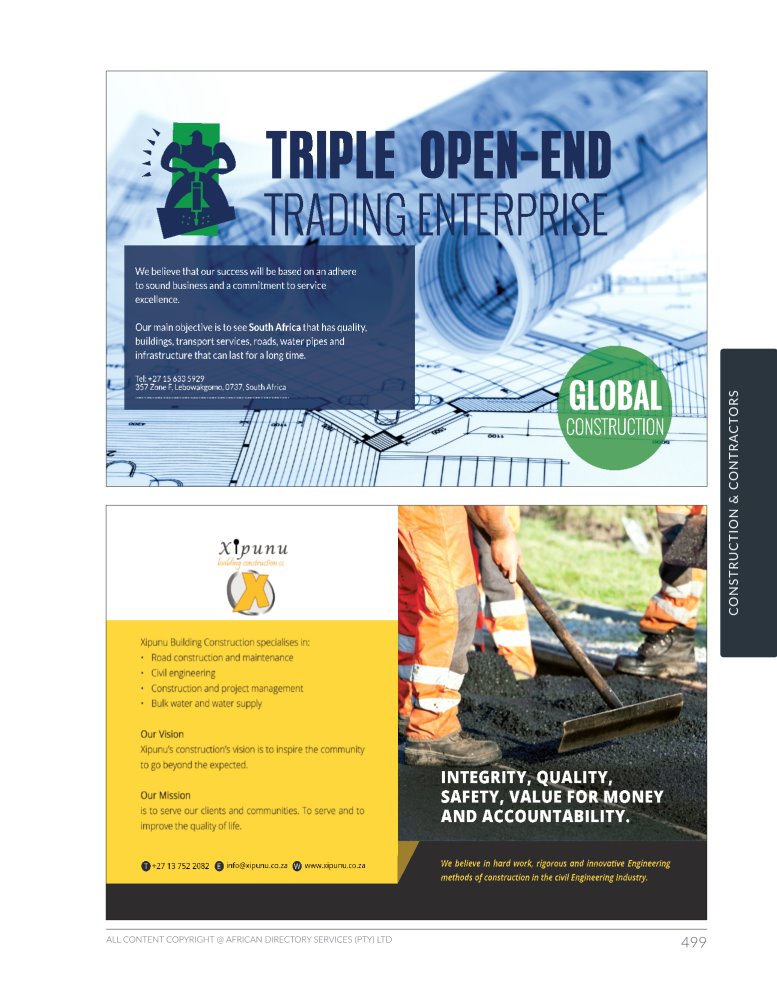 TRIPLE OPEN-END
TRADING ENTERPRISE
We believe that our success will be based on an adhere
to sound business and a commitment to service
excellence.
Our main objective is to see South Africa that has quality,
buildings, transport services, roads, water pipes and
infrastructure that can last for a long time.
Tel: +27 15 633 5929
357 Zone F, Lebowakgomo, 0737, South Africa
GLOBAL
CONSTRUCTION
CONSTRUCTION & CONTRACTORS
xipunu
building construction cc
X
Xipunu Building Construction specialises in:
• Road construction and maintenance
• Civil engineering
• Construction and project management
• Bulk water and water supply
Our Vision
Xipunu's construction's vision is to inspire the community
to go beyond the expected.
Our Mission
is to serve our clients and communities. To serve and to
improve the quality of life.
T +27 13 752 2082 E info@xipunu.co.za W www.xipunu.co.za
INTEGRITY, QUALITY,
SAFETY, VALUE FOR MONEY
AND ACCOUNTABILITY.
We believe in hard work, rigorous and innovative Engineering
methods of construction in the civil Engineering Industry.
ALL CONTENT COPYRIGHT @ AFRICAN DIRECTORY SERVICES (PTY) LTD
499